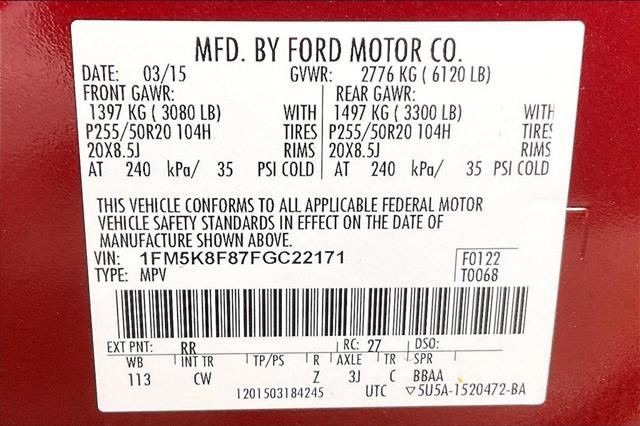 MFD. BY FORD MOTOR CO.
DATE: 03/15 GVWR: 2776 KG ( 6120 LB)
FRONT GAWR: REAR GAWR:
1397 KG ( 3080 LB) WITH 1497 KG ( 3300 LB) WITH
P255/50R20 104H TIRES P255/50R20 104H TIRES
20X8.5J RIMS 20X8.5J RIMS
AT 240 kPa/ 35 PSI COLD AT 240 kPa/ 35 PSI COLD
THIS VEHICLE CONFORMS TO ALL APPLICABLE FEDERAL MOTOR
VEHICLE SAFETY STANDARDS IN EFFECT ON THE DATE OF
MANUFACTURE SHOWN ABOVE.
VIN: 1FM5K8F87FGC22171 F0122
TYPE: MPV T0068
EXT PNT: RR RC: 27 DSO:
WB INT TR TP/PS R AXLE TR SPR
113 CW Z 3J C BBAA
1201503184245 UTC ▽5U5A-1520472-BA